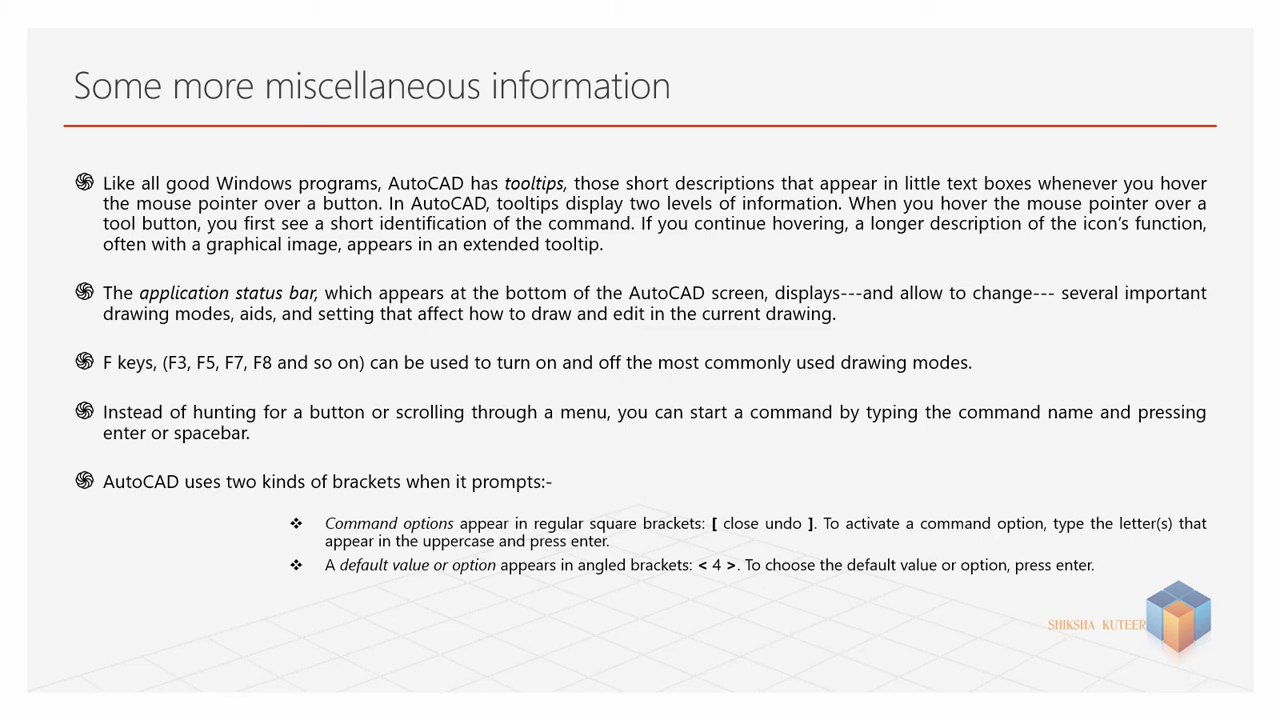 Some more miscellaneous information
Like all good Windows programs, AutoCAD has tooltips, those short descriptions that appear in little text boxes whenever you hover
the mouse pointer over a button. In AutoCAD, tooltips display two levels of information. When you hover the mouse pointer over a
tool button, you first see a short identification of the command. If you continue hovering, a longer description of the icon’s function,
often with a graphical image, appears in an extended tooltip.
The application status bar, which appears at the bottom of the AutoCAD screen, displays---and allow to change--- several important
drawing modes, aids, and setting that affect how to draw and edit in the current drawing.
F keys, (F3, F5, F7, F8 and so on) can be used to turn on and off the most commonly used drawing modes.
Instead of hunting for a button or scrolling through a menu, you can start a command by typing the command name and pressing
enter or spacebar.
AutoCAD uses two kinds of brackets when it prompts:-
❖ Command options appear in regular square brackets: [ close undo ]. To activate a command option, type the letter(s) that
appear in the uppercase and press enter.
❖ A default value or option appears in angled brackets: < 4 >. To choose the default value or option, press enter.
SHIKSHA KUTEER